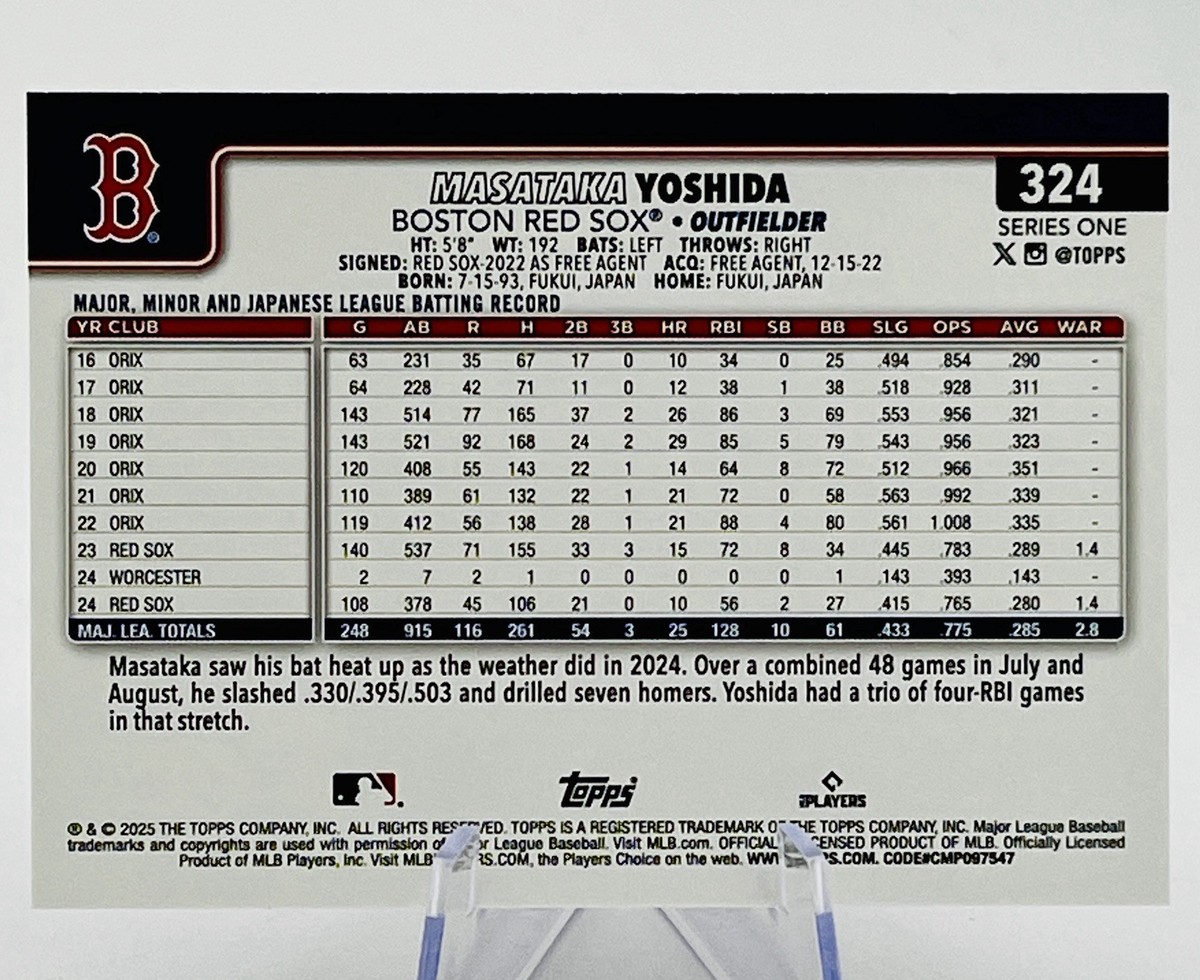 B
324
MASATAKA YOSHIDA
BOSTON RED SOX® • OUTFIELDER
SERIES ONE
HT: 5'8" WT: 192 BATS: LEFT THROWS: RIGHT
@TOPPS
SIGNED: RED SOX-2022 AS FREE AGENT ACQ: FREE AGENT, 12-15-22
BORN: 7-15-93, FUKUI, JAPAN HOME: FUKUI, JAPAN
MAJOR, MINOR AND JAPANESE LEAGUE BATTING RECORD
YR CLUB G AB R H 2B 3B HR RBI SB BB SLG OPS AVG WAR
16 ORIX 63 231 35 67 17 0 10 34 0 25 .494 .854 .290 -
17 ORIX 64 228 42 71 11 0 12 38 1 38 .518 .928 .311 -
18 ORIX 143 514 77 165 37 2 26 86 3 69 .553 .956 .321 -
19 ORIX 143 521 92 168 24 2 29 85 5 79 .543 .956 .323 -
20 ORIX 120 408 55 143 22 1 14 64 8 72 .512 .966 .351 -
21 ORIX 110 389 61 132 22 1 21 72 0 58 .563 .992 .339 -
22 ORIX 119 412 56 138 28 1 21 88 4 80 .561 1.008 .335 -
23 RED SOX 140 537 71 155 33 3 15 72 8 34 .445 .783 .289 1.4
24 WORCESTER 2 7 2 1 0 0 0 0 0 1 .143 .393 .143 -
24 RED SOX 108 378 45 106 21 0 10 56 2 27 .415 .765 .280 1.4
MAJ. LEA. TOTALS 248 915 116 261 54 3 25 128 10 61 .433 .775 .285 2.8
Masataka saw his bat heat up as the weather did in 2024. Over a combined 48 games in July and
August, he slashed .330/.395/.503 and drilled seven homers. Yoshida had a trio of four-RBI games
in that stretch.
topps
PLAYERS
® & © 2025 THE TOPPS COMPANY, INC. ALL RIGHTS RESERVED. TOPPS IS A REGISTERED TRADEMARK OF THE TOPPS COMPANY, INC. Major League Baseball
trademarks and copyrights are used with permission of League Baseball. Visit MLB.com. OFFICIAL LICENSED PRODUCT OF MLB. Officially Licensed
Product of MLB Players, Inc. Visit the Players Choice on the web. CODE#CMP097547